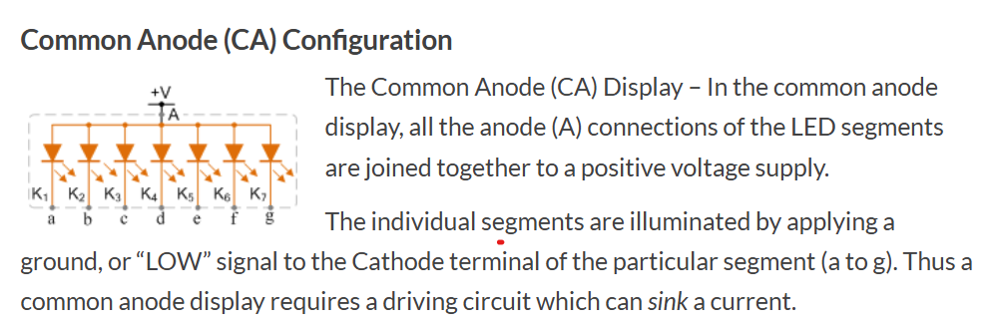 Common Anode (CA) Configuration
+V
A
K1 K2 K3 K4 K5 K6 K7
a b c d e f g
The Common Anode (CA) Display – In the common anode
display, all the anode (A) connections of the LED segments
are joined together to a positive voltage supply.
The individual segments are illuminated by applying a
ground, or “LOW” signal to the Cathode terminal of the particular segment (a to g). Thus a
common anode display requires a driving circuit which can sink a current.